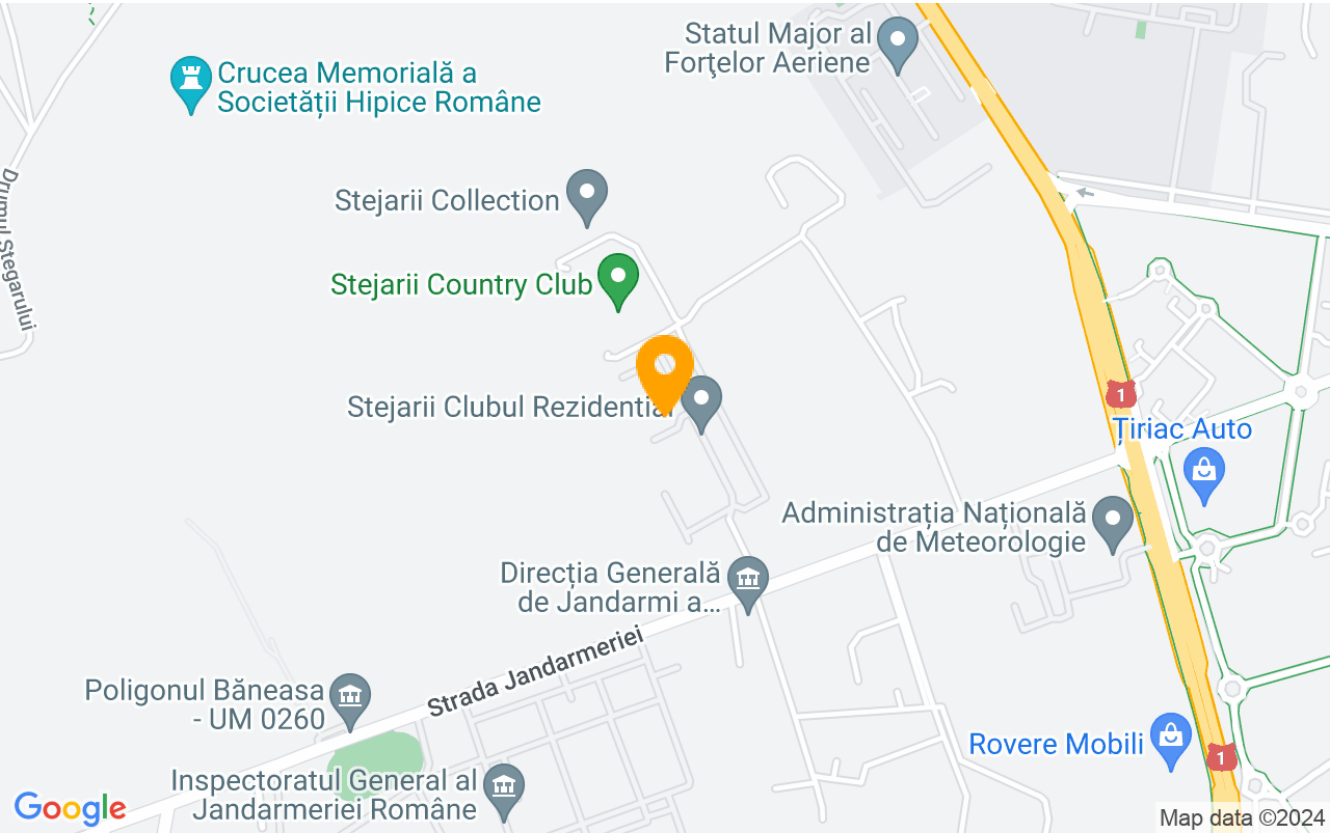 Statul Major al
Forțelor Aeriene
Crucea Memorială a
Societății Hipice Române
Drumul Stegarului
Stejarii Collection
Stejarii Country Club
Stejarii Clubul Rezidential
1
Țiriac Auto
Administrația Națională
de Meteorologie
Direcția Generală
de Jandarmi a...
Strada Jandarmeriei
Poligonul Băneasa
- UM 0260
Rovere Mobili
1
Inspectoratul General al
Jandarmeriei Române
Google
Map data ©2024